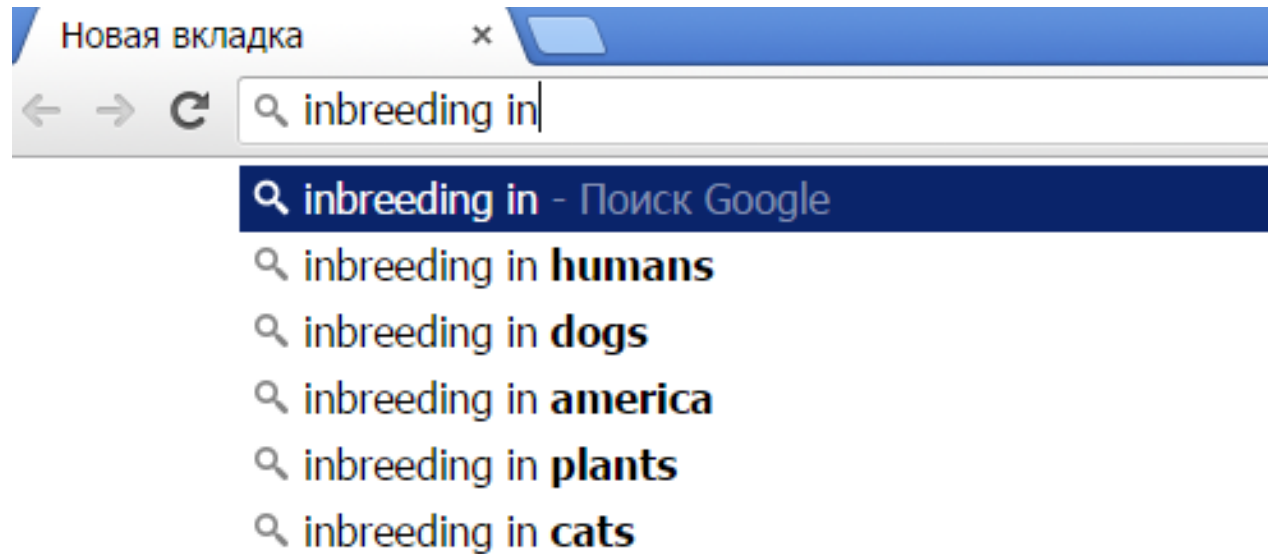 Новая вкладка
inbreeding in
inbreeding in - Поиск Google
inbreeding in humans
inbreeding in dogs
inbreeding in america
inbreeding in plants
inbreeding in cats